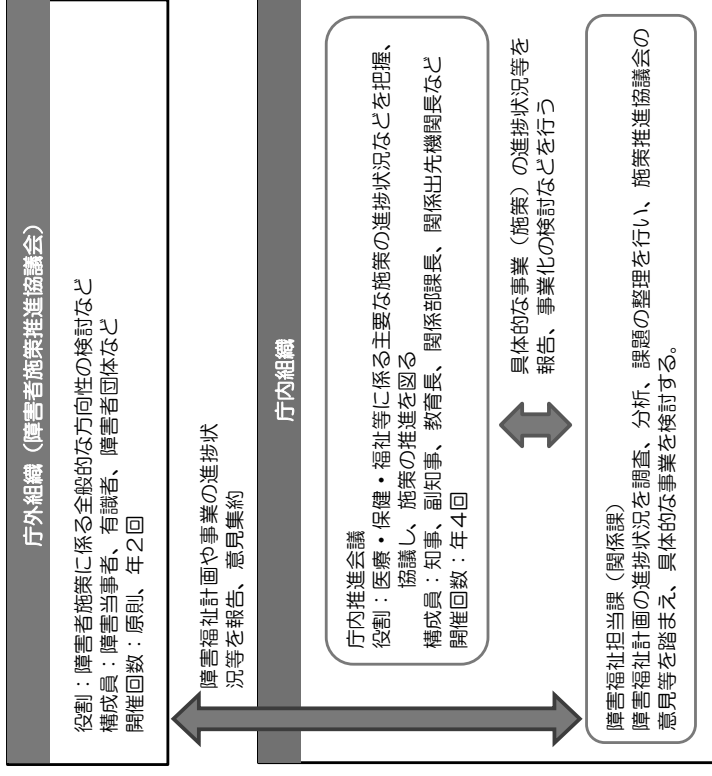 庁外組織（障害者施策推進協議会）
役割：障害者施策に係る全般的な方向性の検討など
構成員：障害当事者、有識者、障害者団体など
開催回数：原則、年２回
障害福祉計画や事業の進捗状
況等を報告、意見集約
庁内組織
庁内推進会議
役割：医療・保健・福祉等に係る主要な施策の進捗状況などを把握、
協議し、施策の推進を図る
構成員：知事、副知事、教育長、関係部課長、関係出先機関長など
開催回数：年４回
具体的な事業（施策）の進捗状況等を
報告、事業化の検討などを行う
障害福祉担当課（関係課）
障害福祉計画の進捗状況を調査、分析、課題の整理を行い、施策推進協議会の
意見等を踏まえ、具体的な事業を検討する。